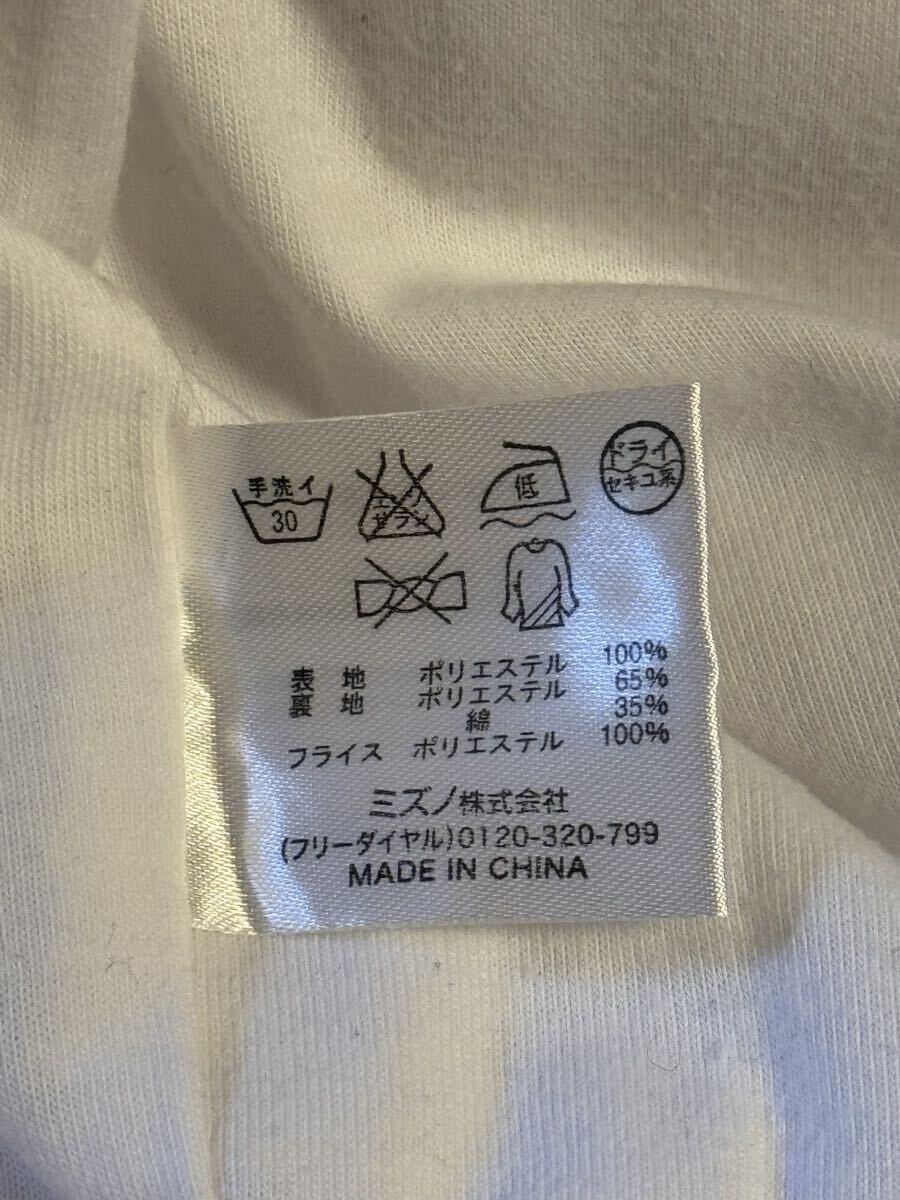 手洗イ
30
エンソ
サラシ
低
ドライ
セキユ系
表 地 ポリエステル 100%
裏 地 ポリエステル 65%
綿 35%
フライス ポリエステル 100%
ミズノ株式会社
(フリーダイヤル)0120-320-799
MADE IN CHINA